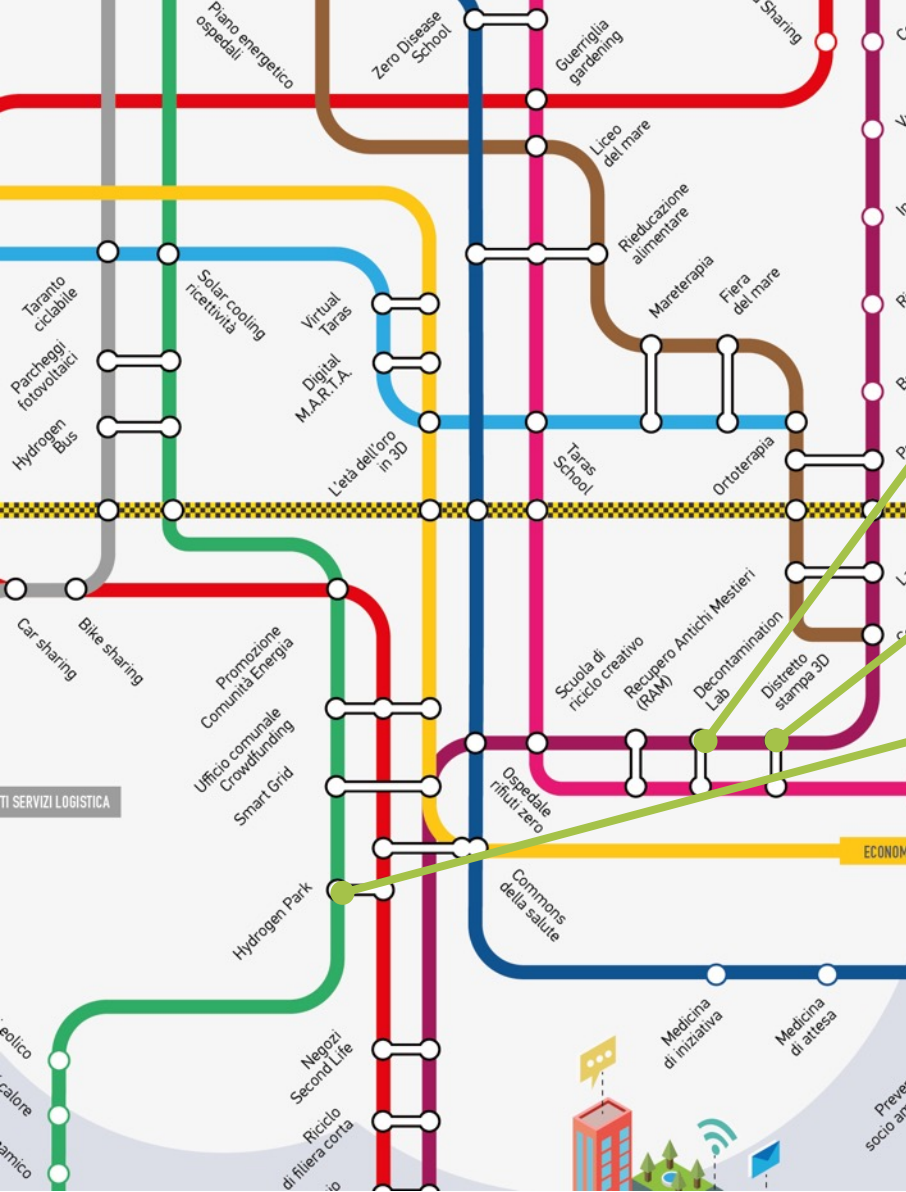 Piano energetico
ospedali
Zero Disease
School
Guerriglia
gardening
Sharing
Liceo
del mare
Rieducazione
alimentare
Mareterapia
Fiera
del mare
Taranto
ciclabile
Solar cooling
ricettività
Virtual
Taras
Parcheggi
fotovoltaici
Digital
M.A.R.T.A.
Hydrogen
Bus
L'età dell'oro
in 3D
Taras
School
Ortoterapia
Car sharing
Bike sharing
Promozione
Comunità Energia
Scuola di
riciclo creativo
Recupero Antichi Mestieri
(RAM)
Decontamination
Lab
Distretto
stampa 3D
Ufficio comunale
Crowdfunding
Smart Grid
Ospedale
rifiuti zero
TI SERVIZI LOGISTICA
ECONOM
Hydrogen Park
Commons
della salute
Medicina
di iniziativa
Medicina
di attesa
Negozi
Second Life
Riciclo
di filiera corta
eolico
calore
amico
Preve
socio am